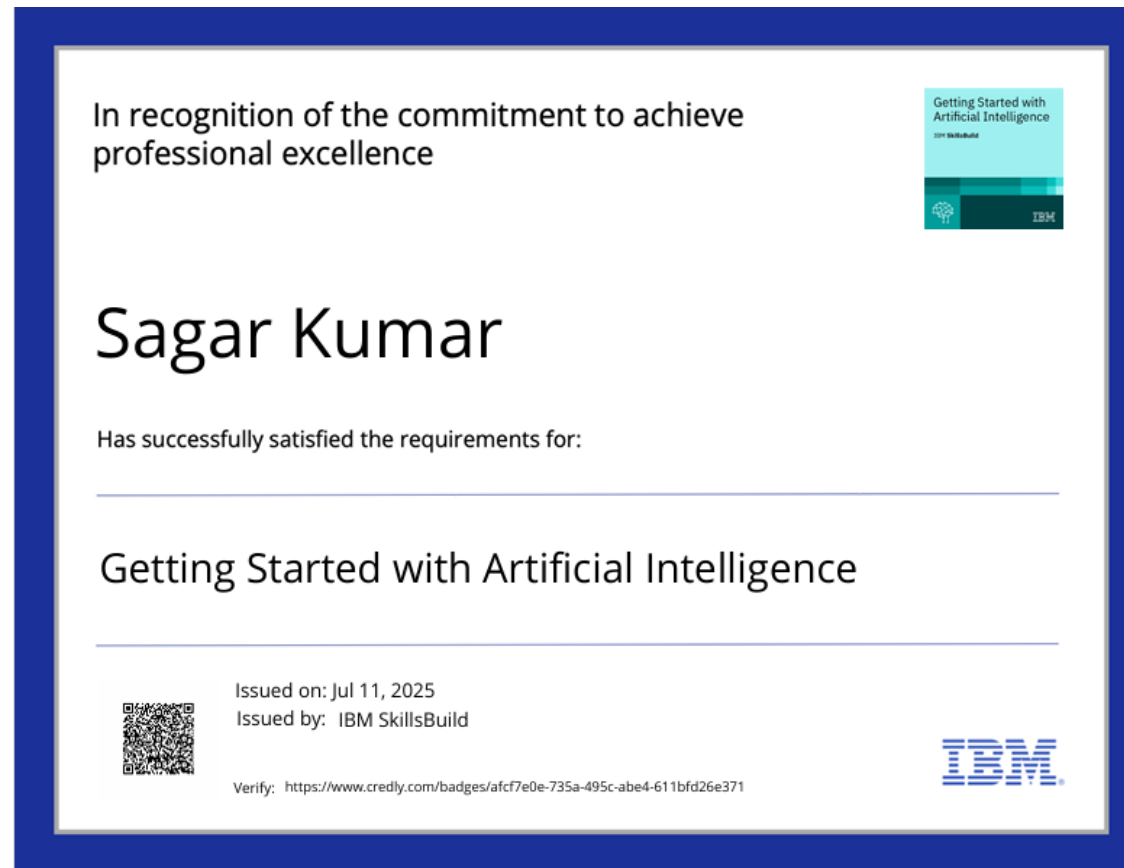 In recognition of the commitment to achieve
professional excellence
Getting Started with
Artificial Intelligence
IBM SkillsBuild
IBM
Sagar Kumar
Has successfully satisfied the requirements for:
Getting Started with Artificial Intelligence
Issued on: Jul 11, 2025
Issued by: IBM SkillsBuild
Verify: https://www.credly.com/badges/afcf7e0e-735a-495c-abe4-611bfd26e371
IBM®